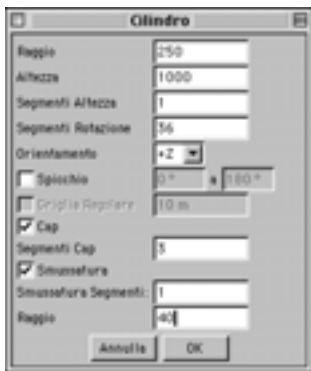 Cilindro
Raggio 250
Altezza 1000
Segmenti Altezza 1
Segmenti Rotazione 36
Orientamento +Z
Spicchio 0° a 180°
Griglia Regolare 10 m
Cap
Segmenti Cap 3
Smussatura
Smussatura Segmenti: 1
Raggio 40
Annulla OK